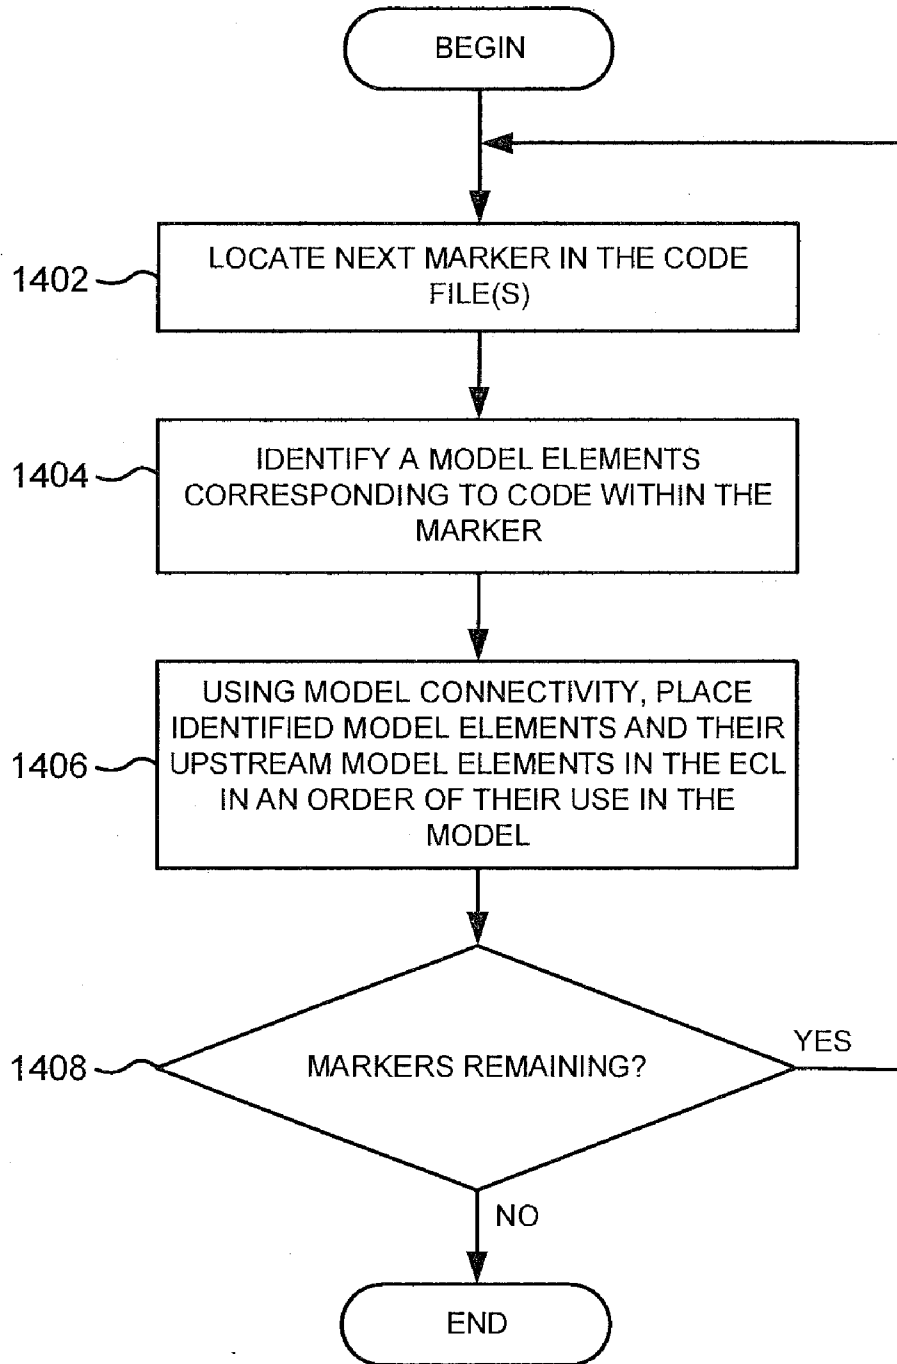 BEGIN
1402
LOCATE NEXT MARKER IN THE CODE
FILE(S)
1404
IDENTIFY A MODEL ELEMENTS
CORRESPONDING TO CODE WITHIN THE
MARKER
1406
USING MODEL CONNECTIVITY, PLACE
IDENTIFIED MODEL ELEMENTS AND THEIR
UPSTREAM MODEL ELEMENTS IN THE ECL
IN AN ORDER OF THEIR USE IN THE
MODEL
1408
MARKERS REMAINING?
YES
NO
END